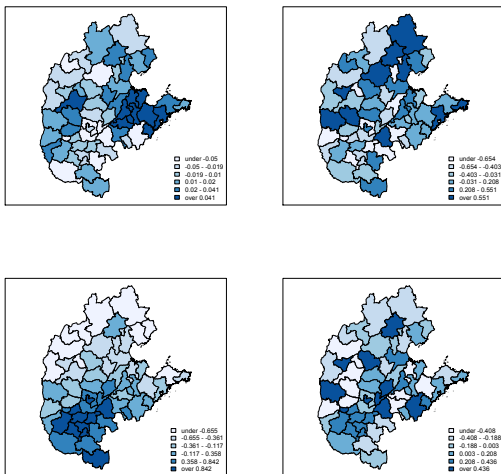 under -0.05
-0.05 - -0.019
-0.019 - 0.01
0.01 - 0.02
0.02 - 0.041
over 0.041
under -0.654
-0.654 - -0.403
-0.403 - -0.031
-0.031 - 0.208
0.208 - 0.551
over 0.551
under -0.655
-0.655 - -0.361
-0.361 - -0.117
-0.117 - 0.358
0.358 - 0.842
over 0.842
under -0.408
-0.408 - -0.188
-0.188 - 0.003
0.003 - 0.208
0.208 - 0.436
over 0.436